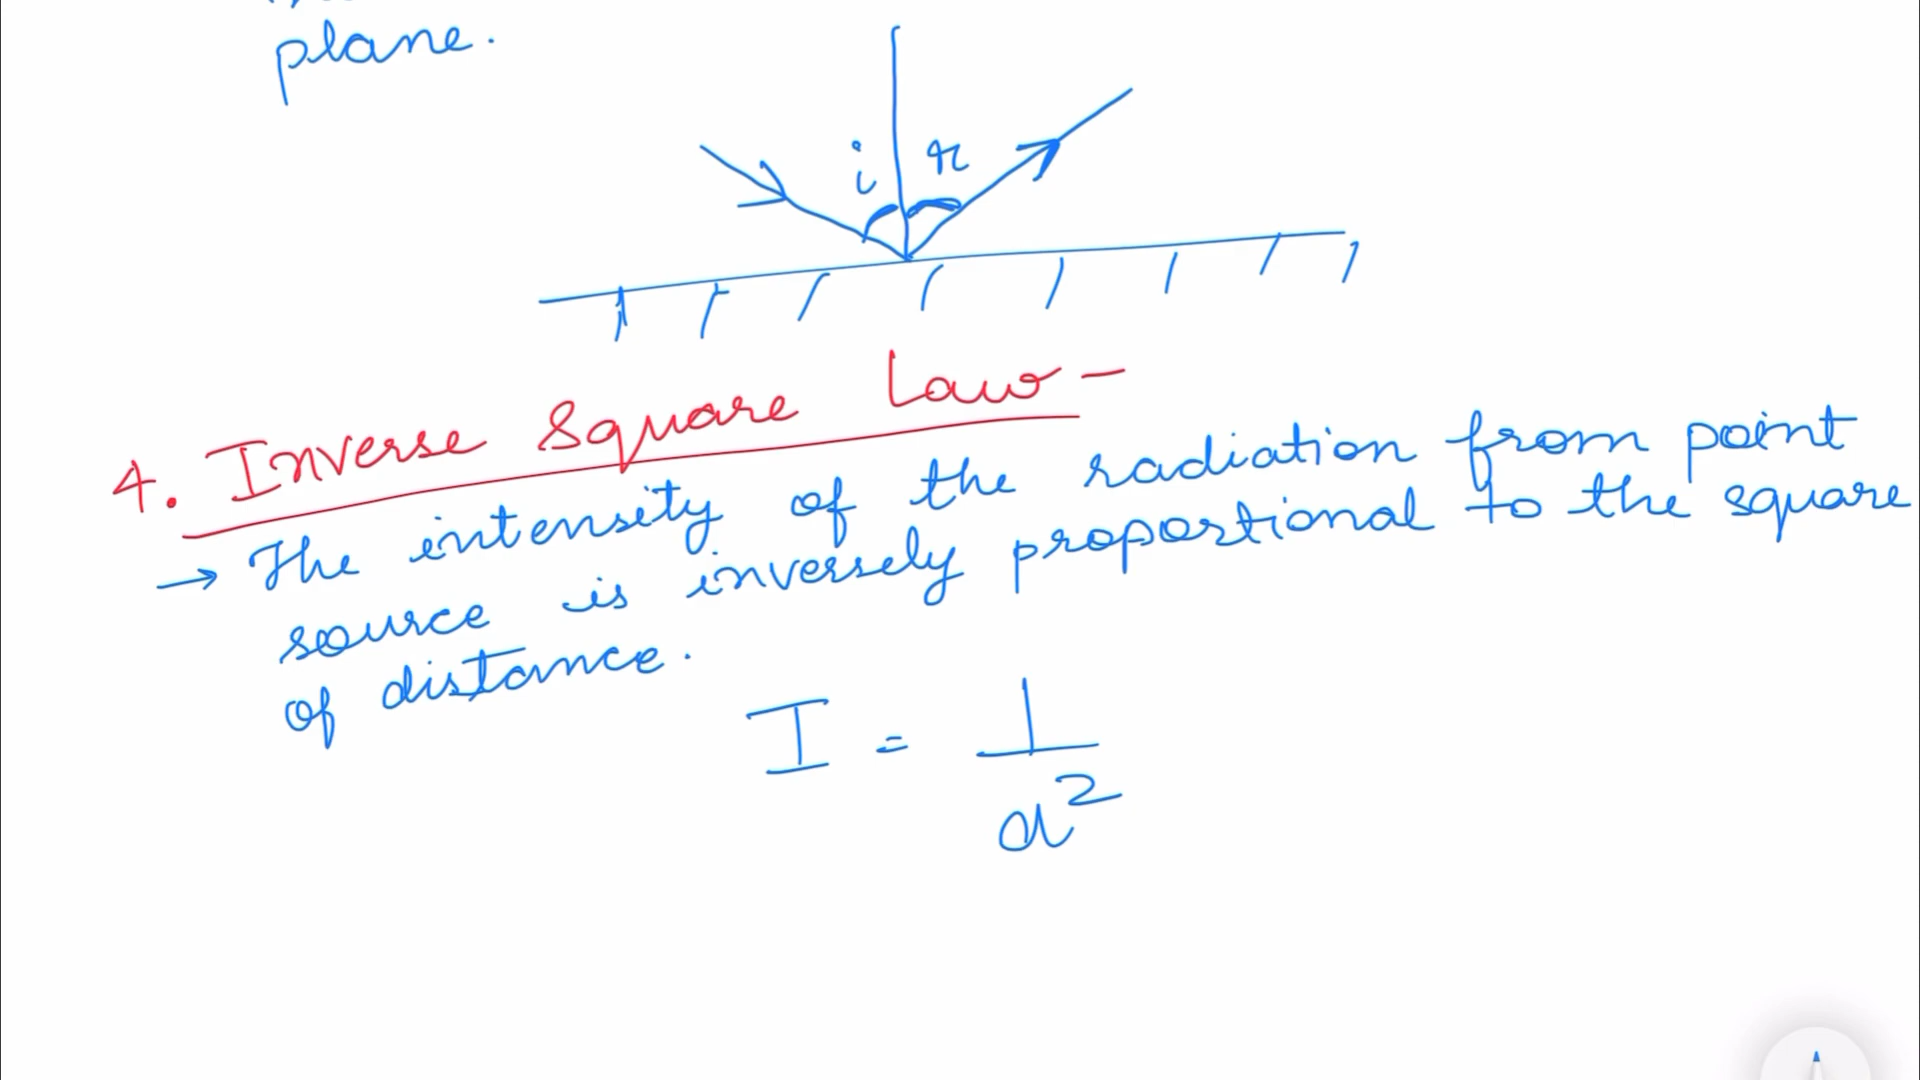 plane.
i r
4. Inverse Square Law -
→ The intensity of the radiation from point
source is inversely proportional to the square
of distance.
I = 1/d²